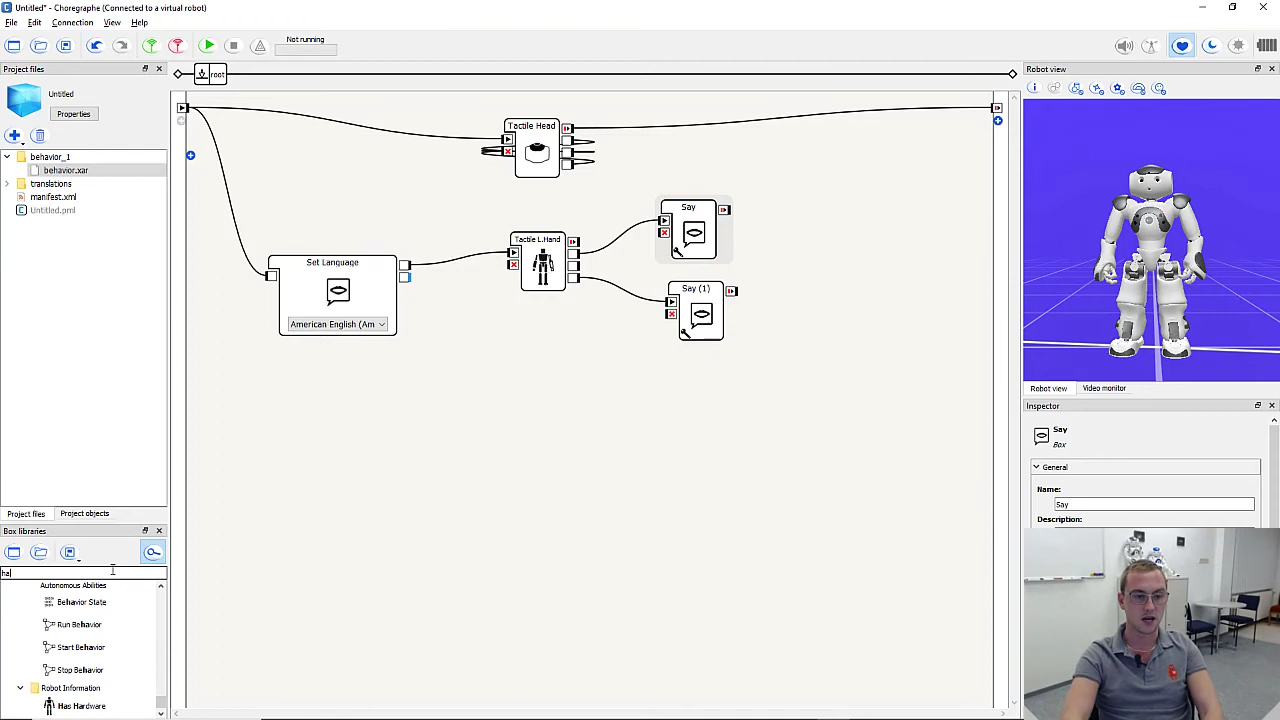 Untitled* - Choregraphe (Connected to a virtual robot)
File Edit Connection View Help
Not running
Project files
root
Robot view
Untitled
Properties
behavior_1
behavior.xar
translations
manifest.xml
Untitled.pml
Tactile Head
Say
Set Language
American English (Am
Tactile L.Hand
Say (1)
Robot view Video monitor
Inspector
Say
Box
General
Name:
Say
Description:
Project files Project objects
Box libraries
ha
Autonomous Abilities
Behavior State
Run Behavior
Start Behavior
Stop Behavior
Robot Information
Has Hardware